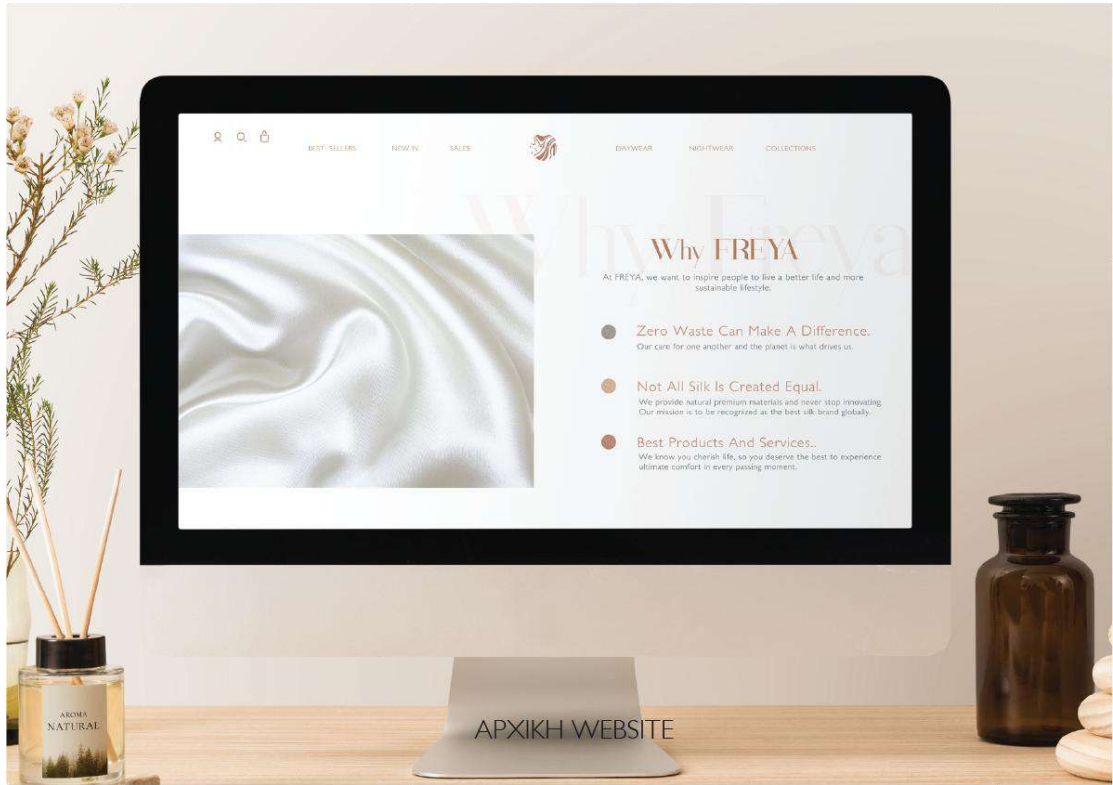 BEST SELLERS NEW IN SALES DAYWEAR NIGHTWEAR COLLECTIONS
Why Freya
Why FREYA
At FREYA, we want to inspire people to live a better life and more
sustainable lifestyle.
Zero Waste Can Make A Difference.
Our care for one another and the planet is what drives us.
Not All Silk Is Created Equal.
We provide natural premium materials and never stop innovating.
Our mission is to be recognized as the best silk brand globally.
Best Products And Services..
We know you cherish life, so you deserve the best to experience
ultimate comfort in every passing moment.
AROMA
NATURAL
ΑΡΧΙΚΗ WEBSITE